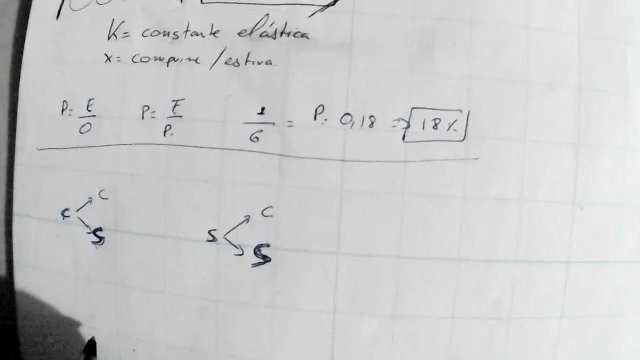 K= constante elástica
x= comprime / estira
P= E/O P= F/P. 1/6 = P. 0,18 => 18%
C C S
S C S